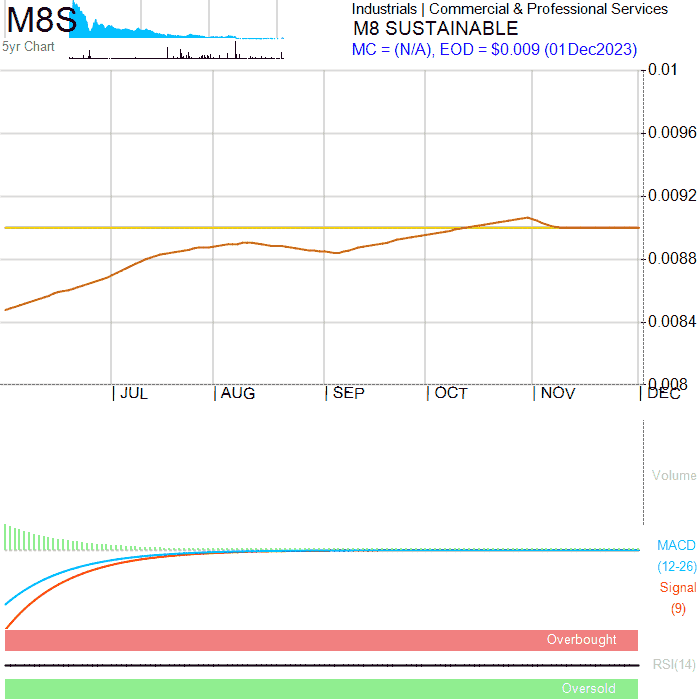 M8S
5yr Chart
Industrials | Commercial & Professional Services
M8 SUSTAINABLE
MC = (N/A), EOD = $0.009 (01Dec2023)
0.01
0.0096
0.0092
0.0088
0.0084
0.008
JUL
AUG
SEP
OCT
NOV
DEC
Volume
MACD
(12-26)
Signal
(9)
Overbought
RSI(14)
Oversold